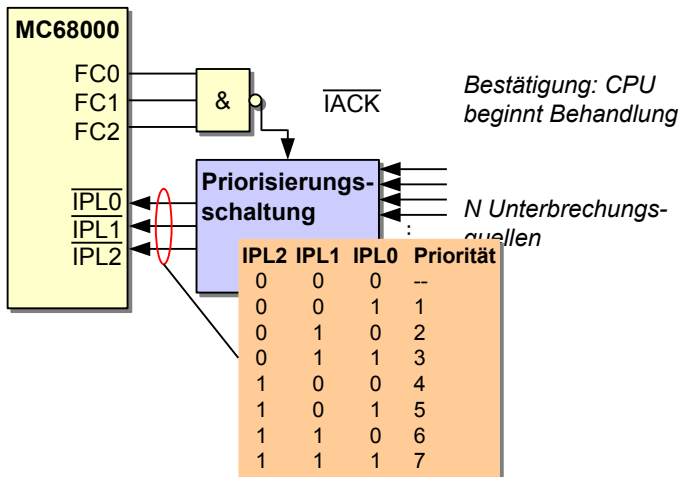 MC68000
FC0
FC1
FC2
&
IACK
Bestätigung: CPU
beginnt Behandlung
IPL0
IPL1
IPL2
Priorisierungs-
schaltung
N Unterbrechungs-
quellen
:
IPL2 IPL1 IPL0 Priorität
0 0 0 --
0 0 1 1
0 1 0 2
0 1 1 3
1 0 0 4
1 0 1 5
1 1 0 6
1 1 1 7